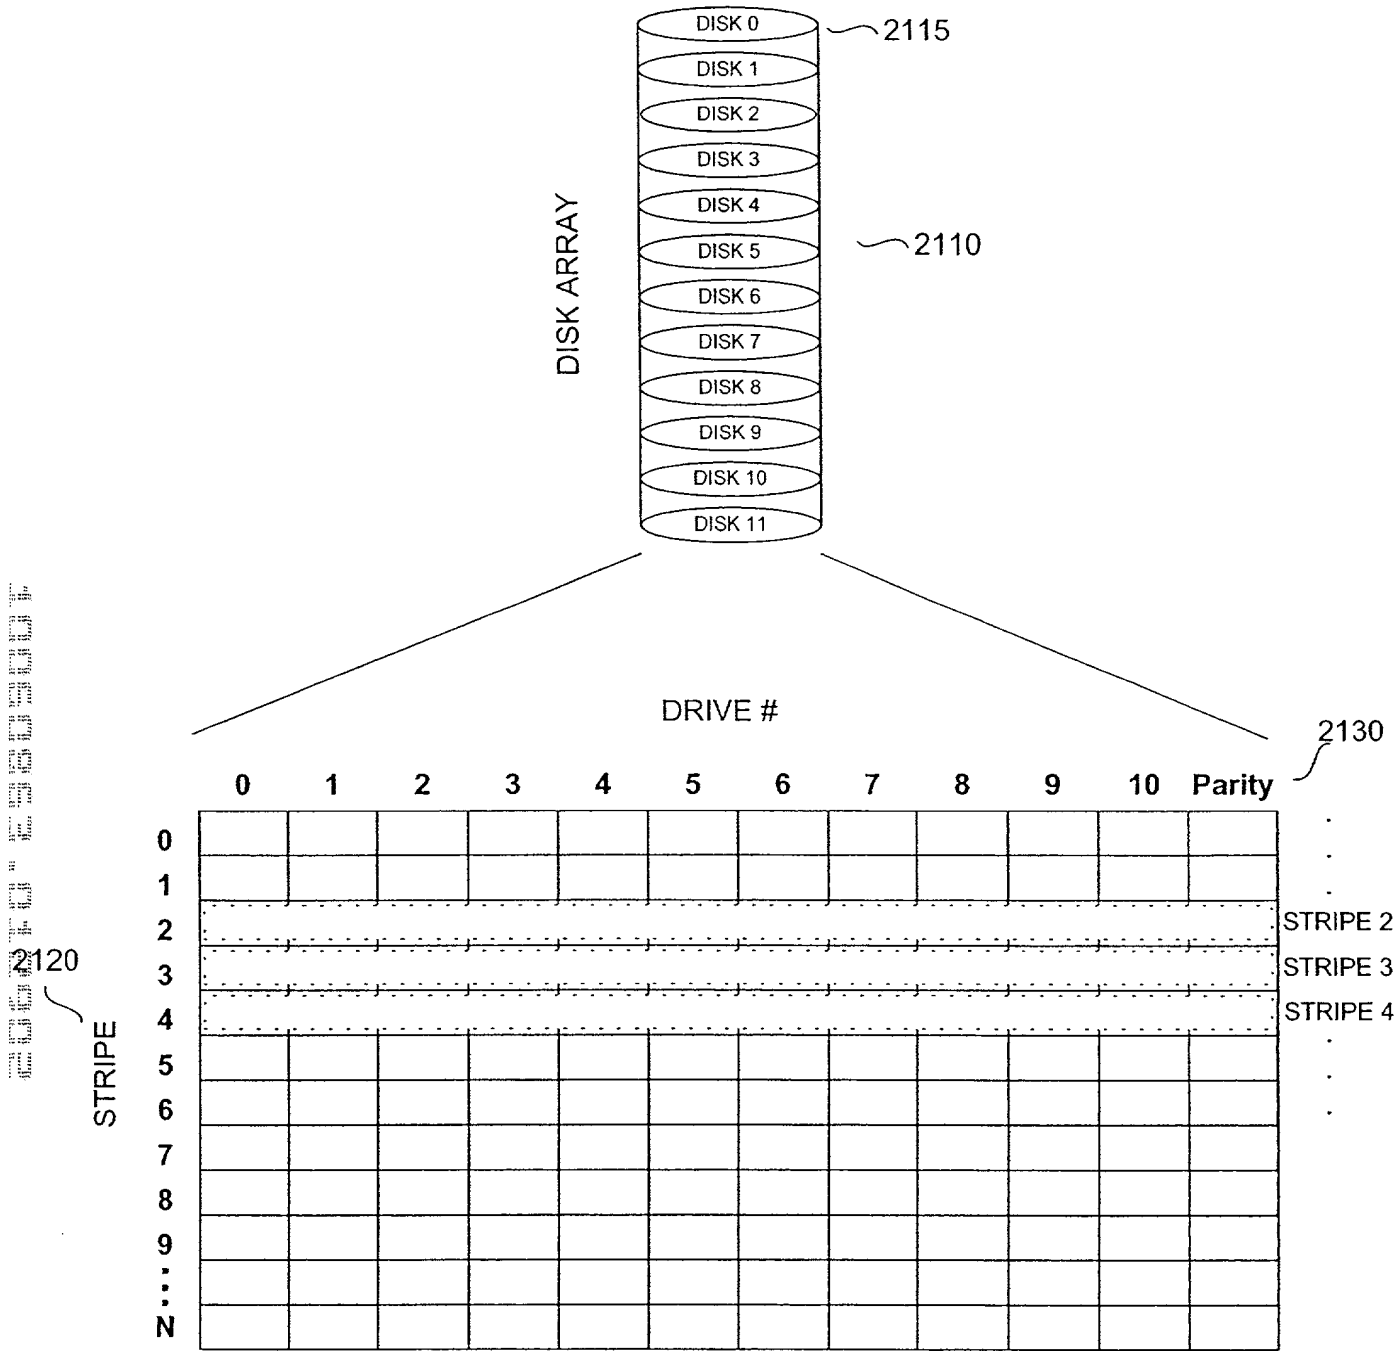 DISK 0
2115
DISK 1
DISK 2
DISK 3
DISK 4
DISK ARRAY
2110
DISK 5
DISK 6
DISK 7
DISK 8
DISK 9
DISK 10
DISK 11
DRIVE #
2130
0 1 2 3 4 5 6 7 8 9 10 Parity
0
1
2 STRIPE 2
2120
3 STRIPE 3
4 STRIPE 4
STRIPE
5
6
7
8
9
N